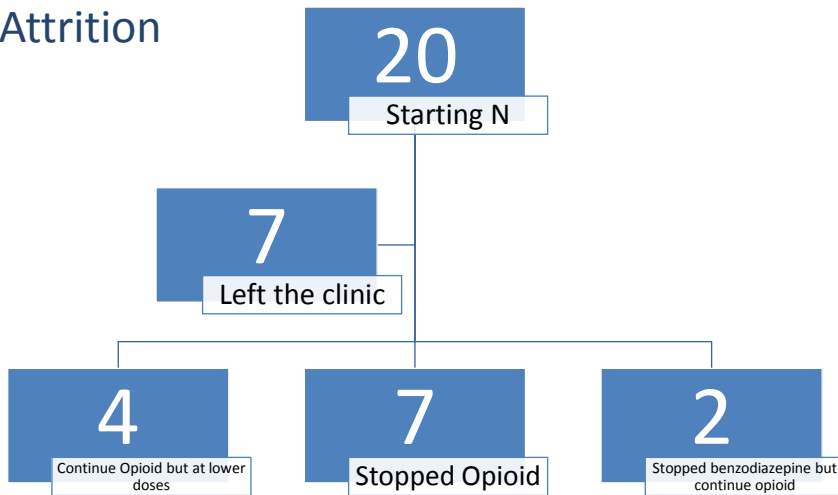 Attrition
20
Starting N
7
Left the clinic
4
Continue Opioid but at lower
doses
7
Stopped Opioid
2
Stopped benzodiazepine but
continue opioid